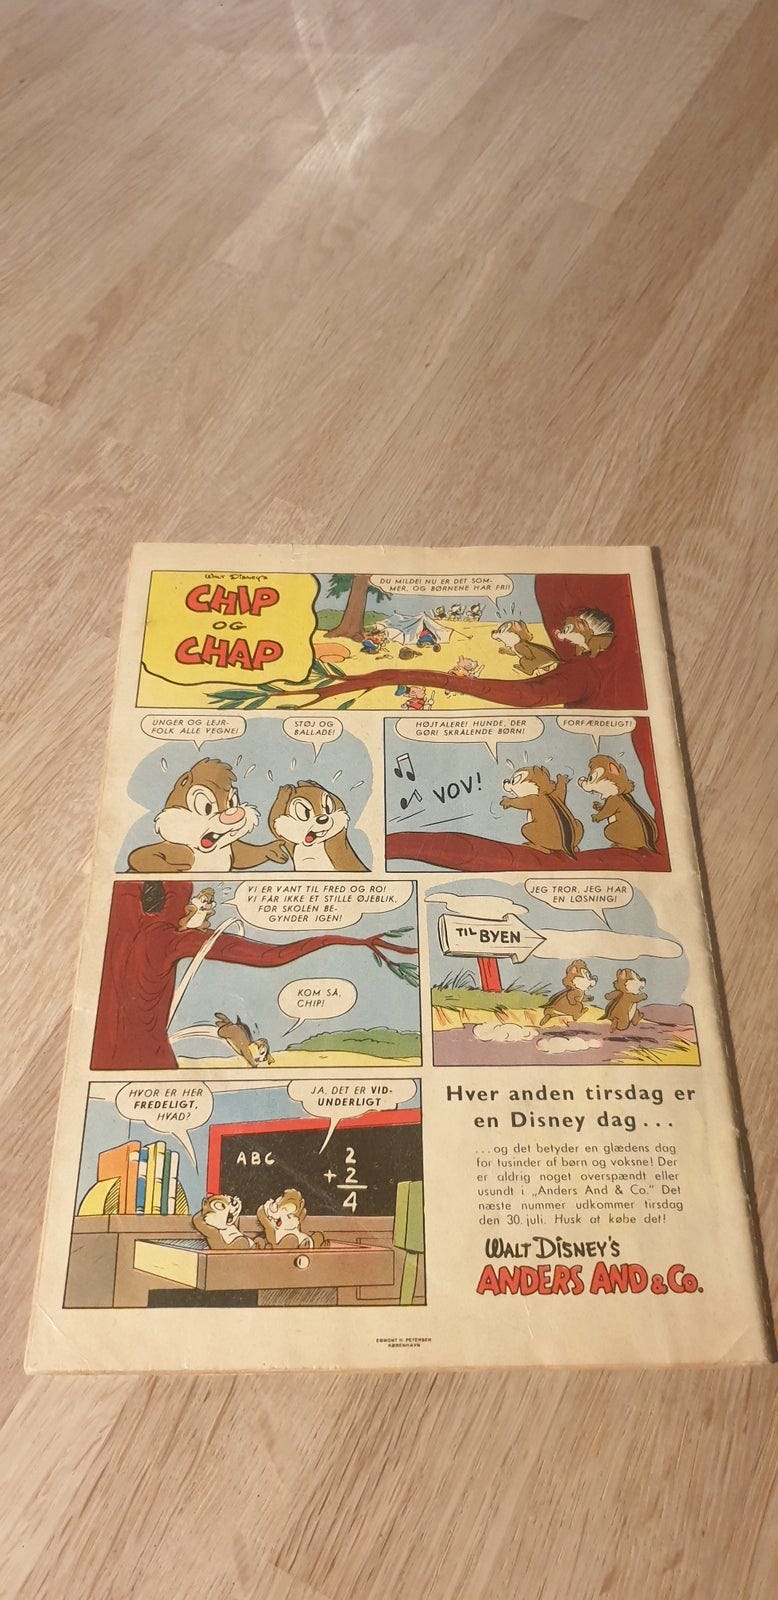 Walt Disney's
CHIP
OG
CHAP
DU MILDE! NU ER DET SOM-
MER, OG BØRNENE HAR FRI!
UNGER OG LEJR-
FOLK ALLE VEGNE!
STØJ OG
BALLADE!
HØJTALERE! HUNDE, DER
GØR! SKRÅLENDE BØRN!
FORFÆRDELIGT!
VOV!
VI ER VANT TIL FRED OG RO!
VI FÅR IKKE ET STILLE ØJEBLIK,
FØR SKOLEN BE-
GYNDER IGEN!
KOM SÅ,
CHIP!
JEG TROR, JEG HAR
EN LØSNING!
TIL BYEN
HVOR ER HER
FREDELIGT,
HVAD?
JA, DET ER VID-
UNDERLIGT
ABC
2
+ 2
4
Hver anden tirsdag er
en Disney dag...
...og det betyder en glædens dag
for tusinder af børn og voksne! Der
er aldrig noget overspændt eller
usundt i „Anders And & Co." Det
næste nummer udkommer tirsdag
den 30. juli. Husk at købe det!
WALT DISNEY'S
ANDERS AND & Co.
EGMONT H. PETERSEN
KØBENHAVN